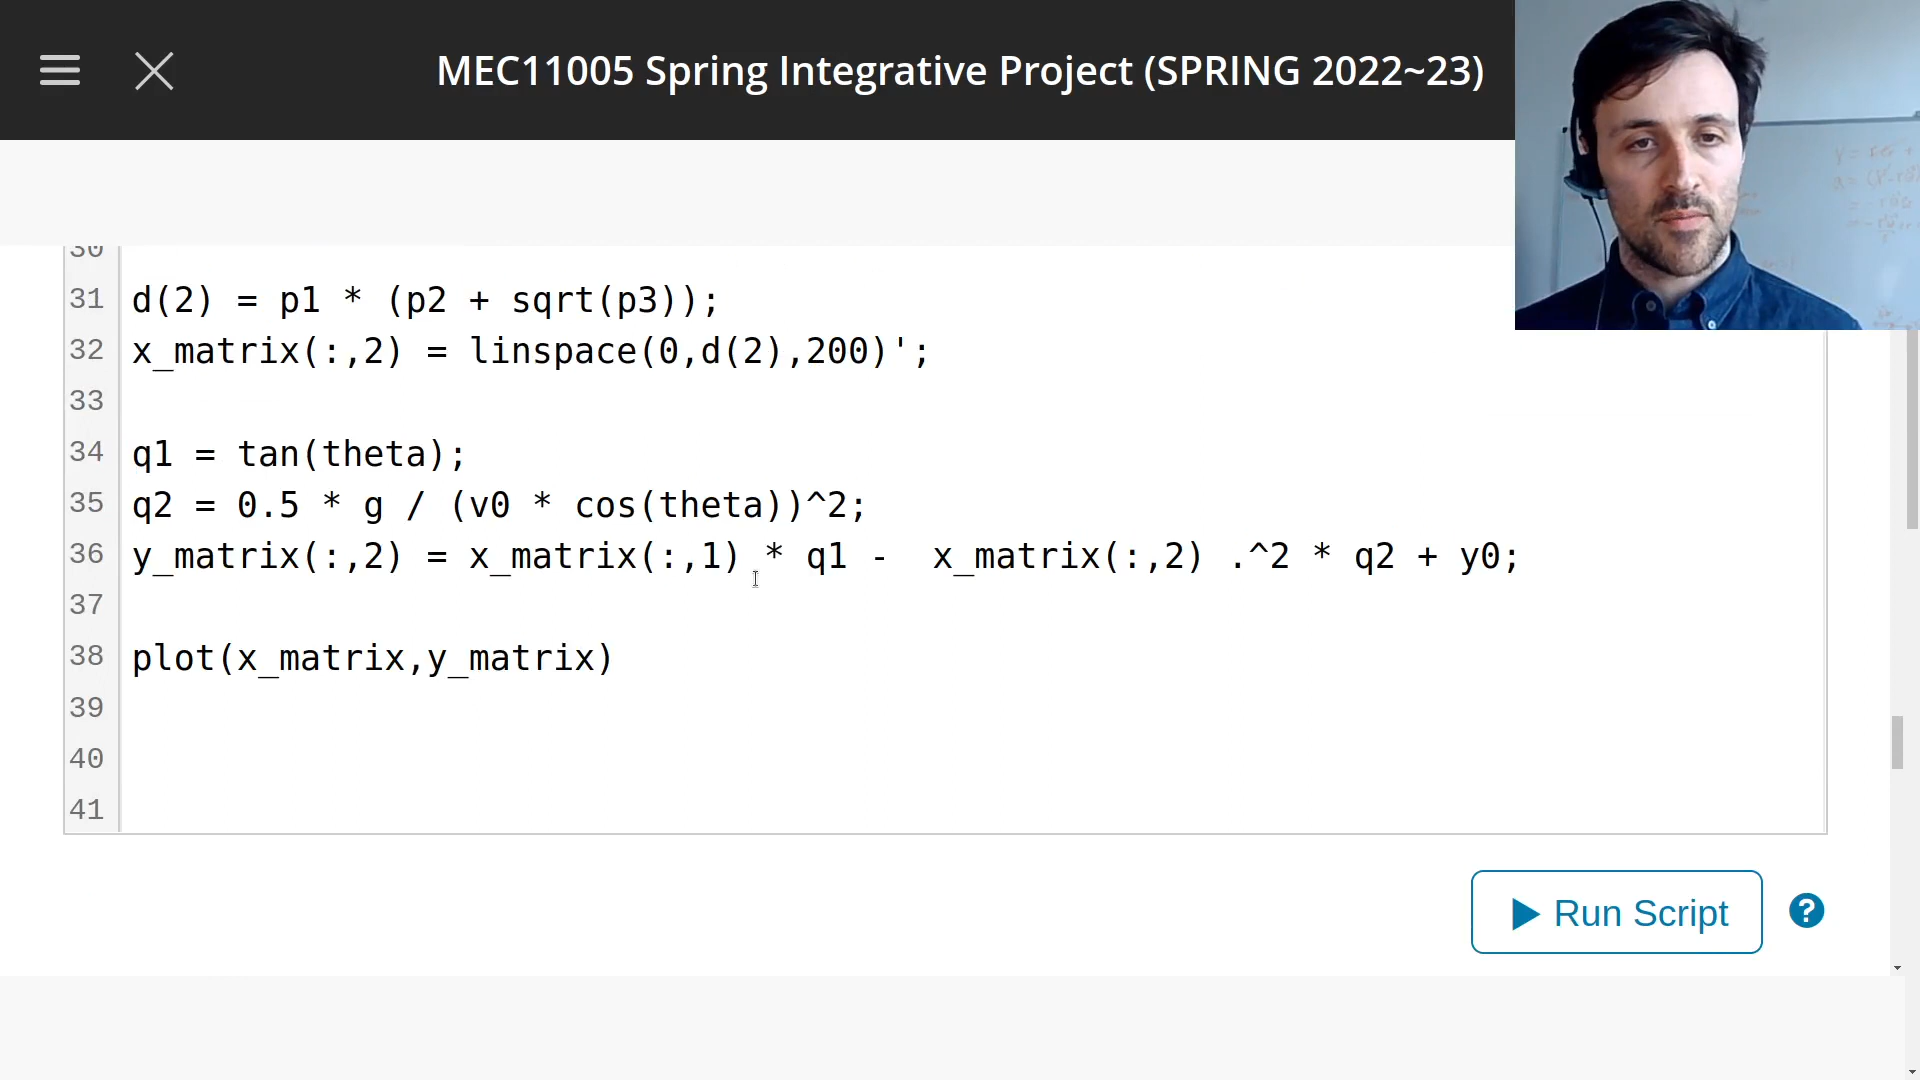 MEC11005 Spring Integrative Project (SPRING 2022~23)
30
31 d(2) = p1 * (p2 + sqrt(p3));
32 x_matrix(:,2) = linspace(0,d(2),200)';
33
34 q1 = tan(theta);
35 q2 = 0.5 * g / (v0 * cos(theta))^2;
36 y_matrix(:,2) = x_matrix(:,1) * q1 -  x_matrix(:,2) .^2 * q2 + y0;
37
38 plot(x_matrix,y_matrix)
39
40
41
Run Script
?